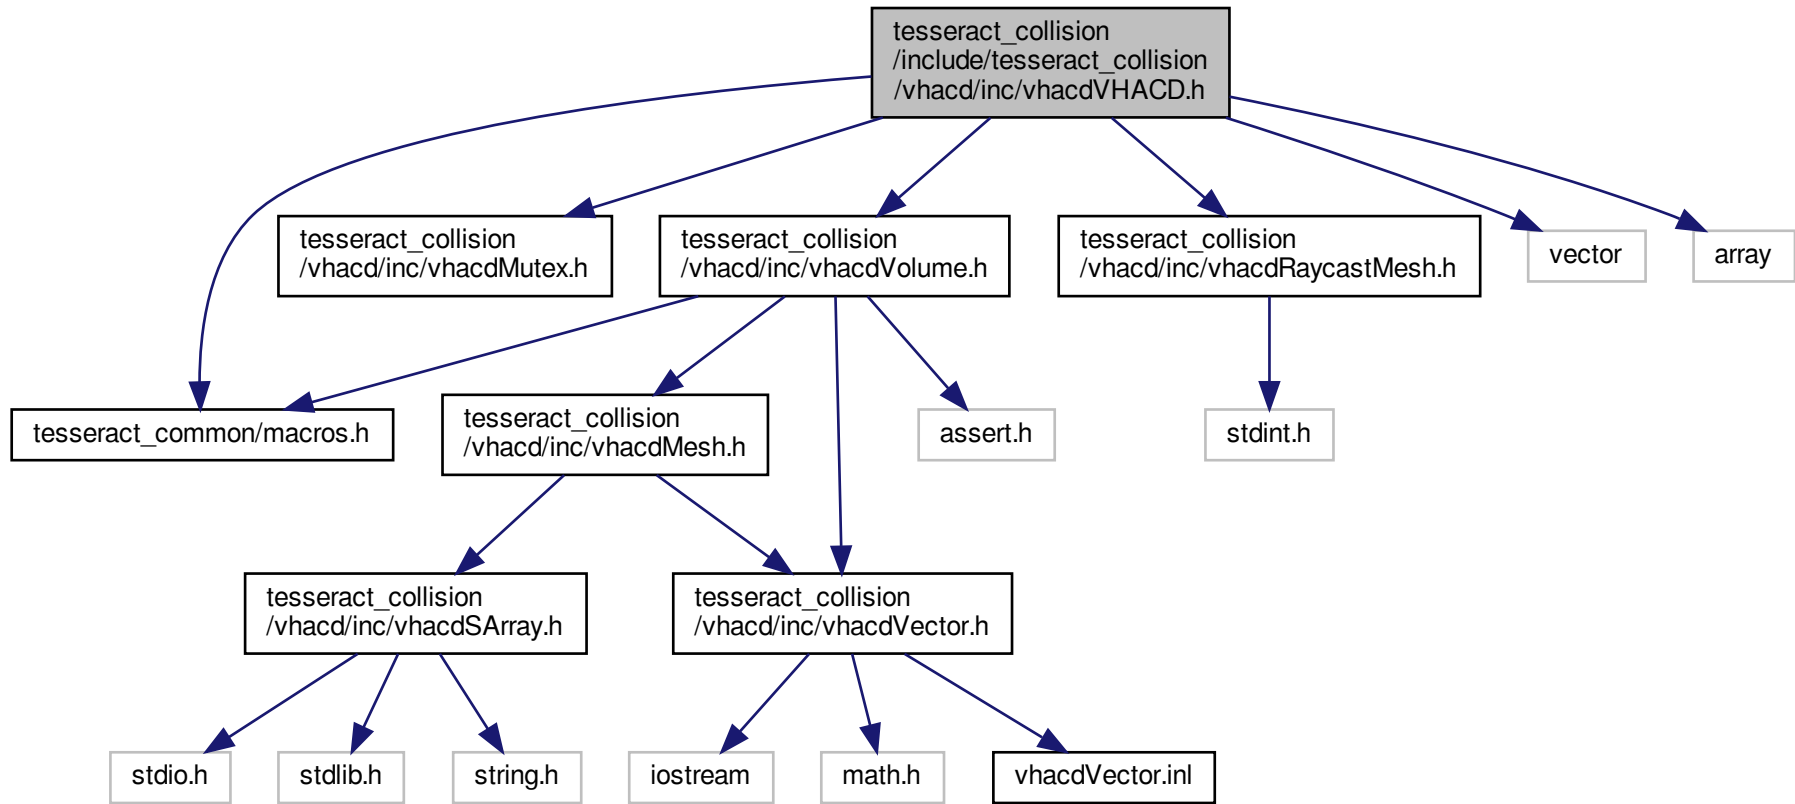 tesseract_collision
/include/tesseract_collision
/vhacd/inc/vhacdVHACD.h
tesseract_collision
/vhacd/inc/vhacdMutex.h
tesseract_collision
/vhacd/inc/vhacdVolume.h
tesseract_collision
/vhacd/inc/vhacdRaycastMesh.h
vector
array
tesseract_common/macros.h
tesseract_collision
/vhacd/inc/vhacdMesh.h
assert.h
stdint.h
tesseract_collision
/vhacd/inc/vhacdSArray.h
tesseract_collision
/vhacd/inc/vhacdVector.h
stdio.h
stdlib.h
string.h
iostream
math.h
vhacdVector.inl